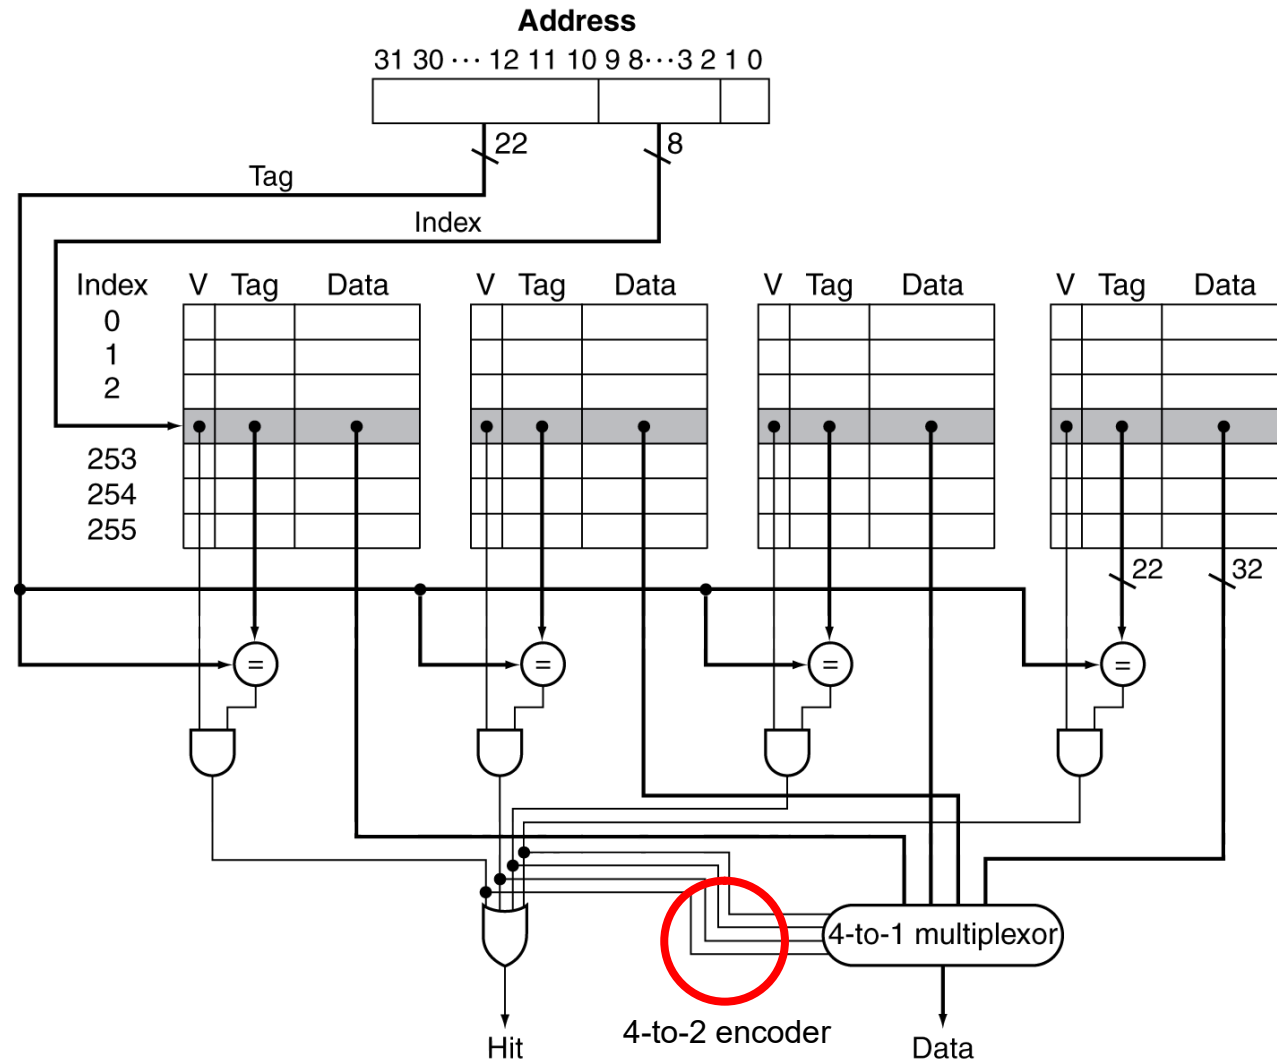 Address
31 30 ··· 12 11 10 9 8···3 2 1 0
22
8
Tag
Index
Index V Tag Data V Tag Data V Tag Data V Tag Data
0
1
2
253
254
255
22 32
= = = =
4-to-1 multiplexor
4-to-2 encoder
Hit Data